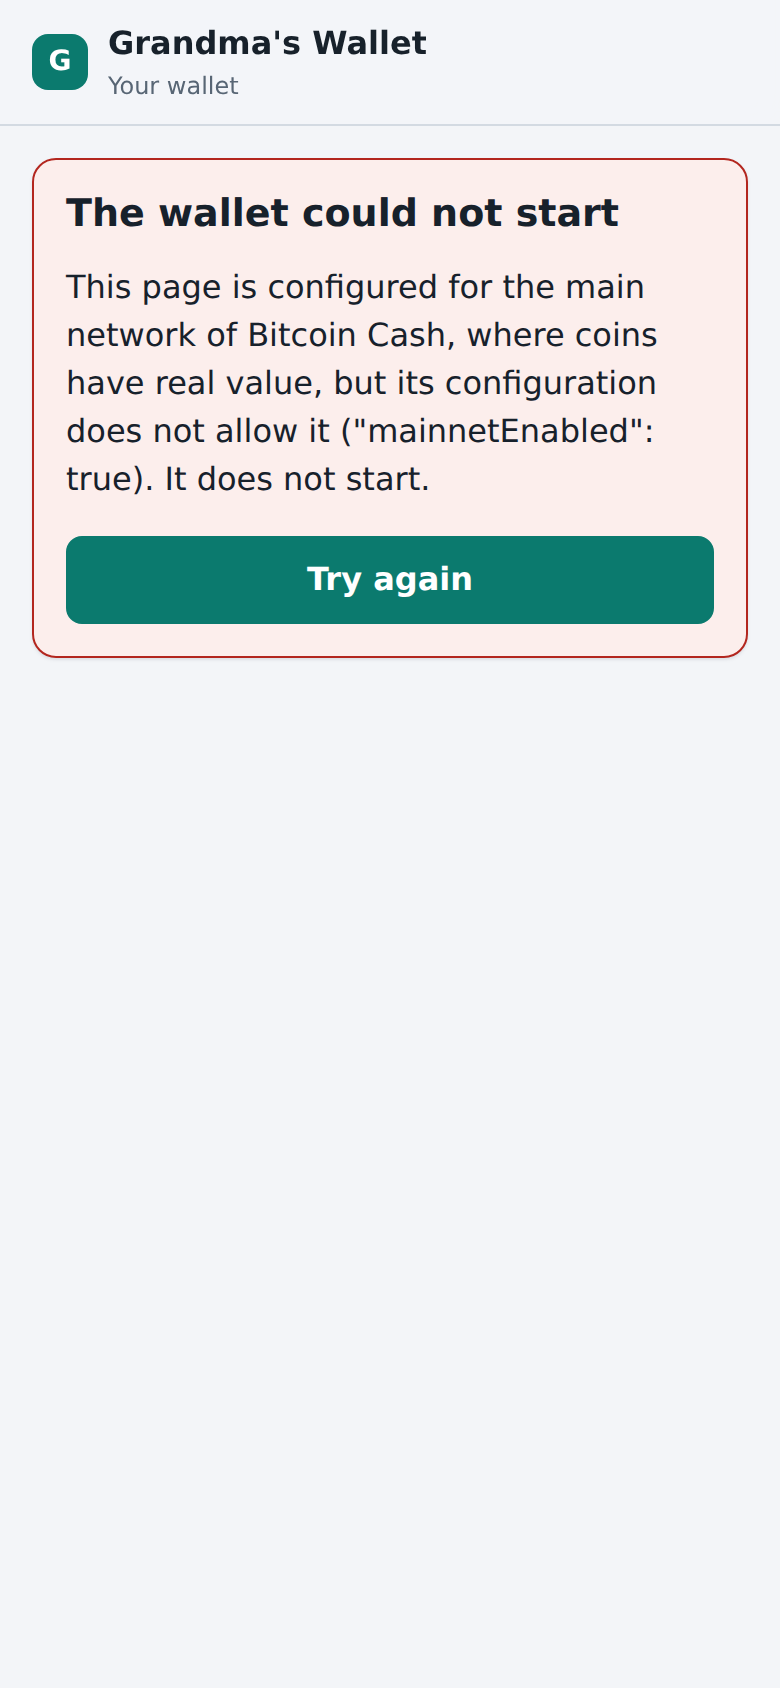 G
Grandma's Wallet
Your wallet
The wallet could not start
This page is configured for the main
network of Bitcoin Cash, where coins
have real value, but its configuration
does not allow it ("mainnetEnabled":
true). It does not start.
Try again